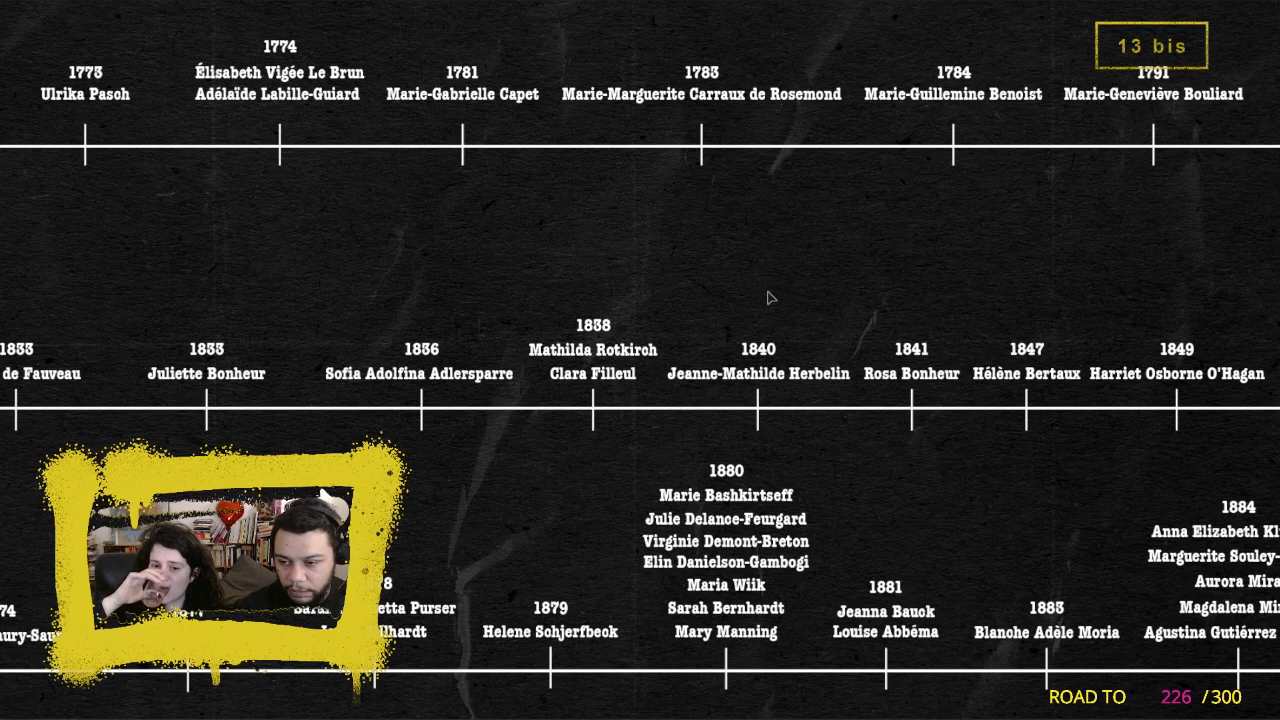 13 bis
1774
1773
Élisabeth Vigée Le Brun
1781
1783
1784
1791
Ulrika Pasch
Adélaïde Labille-Guiard
Marie-Gabrielle Capet
Marie-Marguerite Carraux de Rosemond
Marie-Guillemine Benoist
Marie-Geneviève Bouliard
1838
1833
1833
1836
Mathilda Rotkirch
1840
1841
1847
1849
de Fauveau
Juliette Bonheur
Sofia Adolfina Adlersparre
Clara Filleul
Jeanne-Mathilde Herbelin
Rosa Bonheur
Hélène Bertaux
Harriet Osborne O'Hagan
1880
Marie Bashkirtseff
1884
Julie Delance-Feurgard
Anna Elizabeth Kl
Virginie Demont-Breton
Marguerite Souley-
Elin Danielson-Gambogi
Maria Wiik
Aurora Mira
1881
Sarah Bernhardt
Magdalena Mi
Jeanna Bauck
etta Purser
1879
1883
Mary Manning
Louise Abbéma
lhardt
Helene Schjerfbeck
Blanche Adèle Moria
Agustina Gutiérrez
ROAD TO 226 / 300